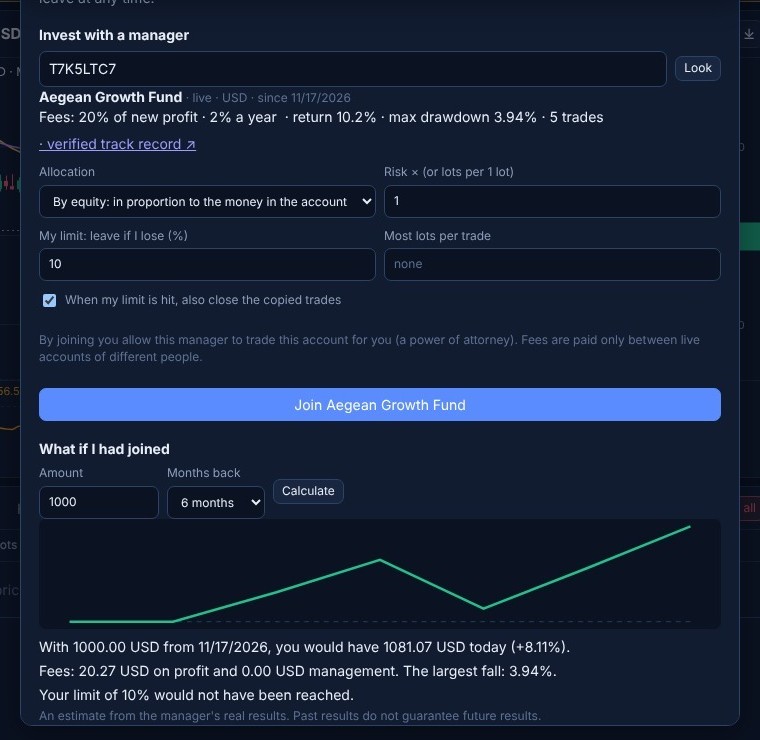 leave at any time.
Invest with a manager
T7K5LTC7
Look
Aegean Growth Fund · live · USD · since 11/17/2026
Fees: 20% of new profit · 2% a year · return 10.2% · max drawdown 3.94% · 5 trades
· verified track record ↗
Allocation
Risk × (or lots per 1 lot)
By equity: in proportion to the money in the account
1
My limit: leave if I lose (%)
Most lots per trade
10
none
When my limit is hit, also close the copied trades
By joining you allow this manager to trade this account for you (a power of attorney). Fees are paid only between live
accounts of different people.
Join Aegean Growth Fund
What if I had joined
Amount
Months back
1000
6 months
Calculate
With 1000.00 USD from 11/17/2026, you would have 1081.07 USD today (+8.11%).
Fees: 20.27 USD on profit and 0.00 USD management. The largest fall: 3.94%.
Your limit of 10% would not have been reached.
An estimate from the manager's real results. Past results do not guarantee future results.
all